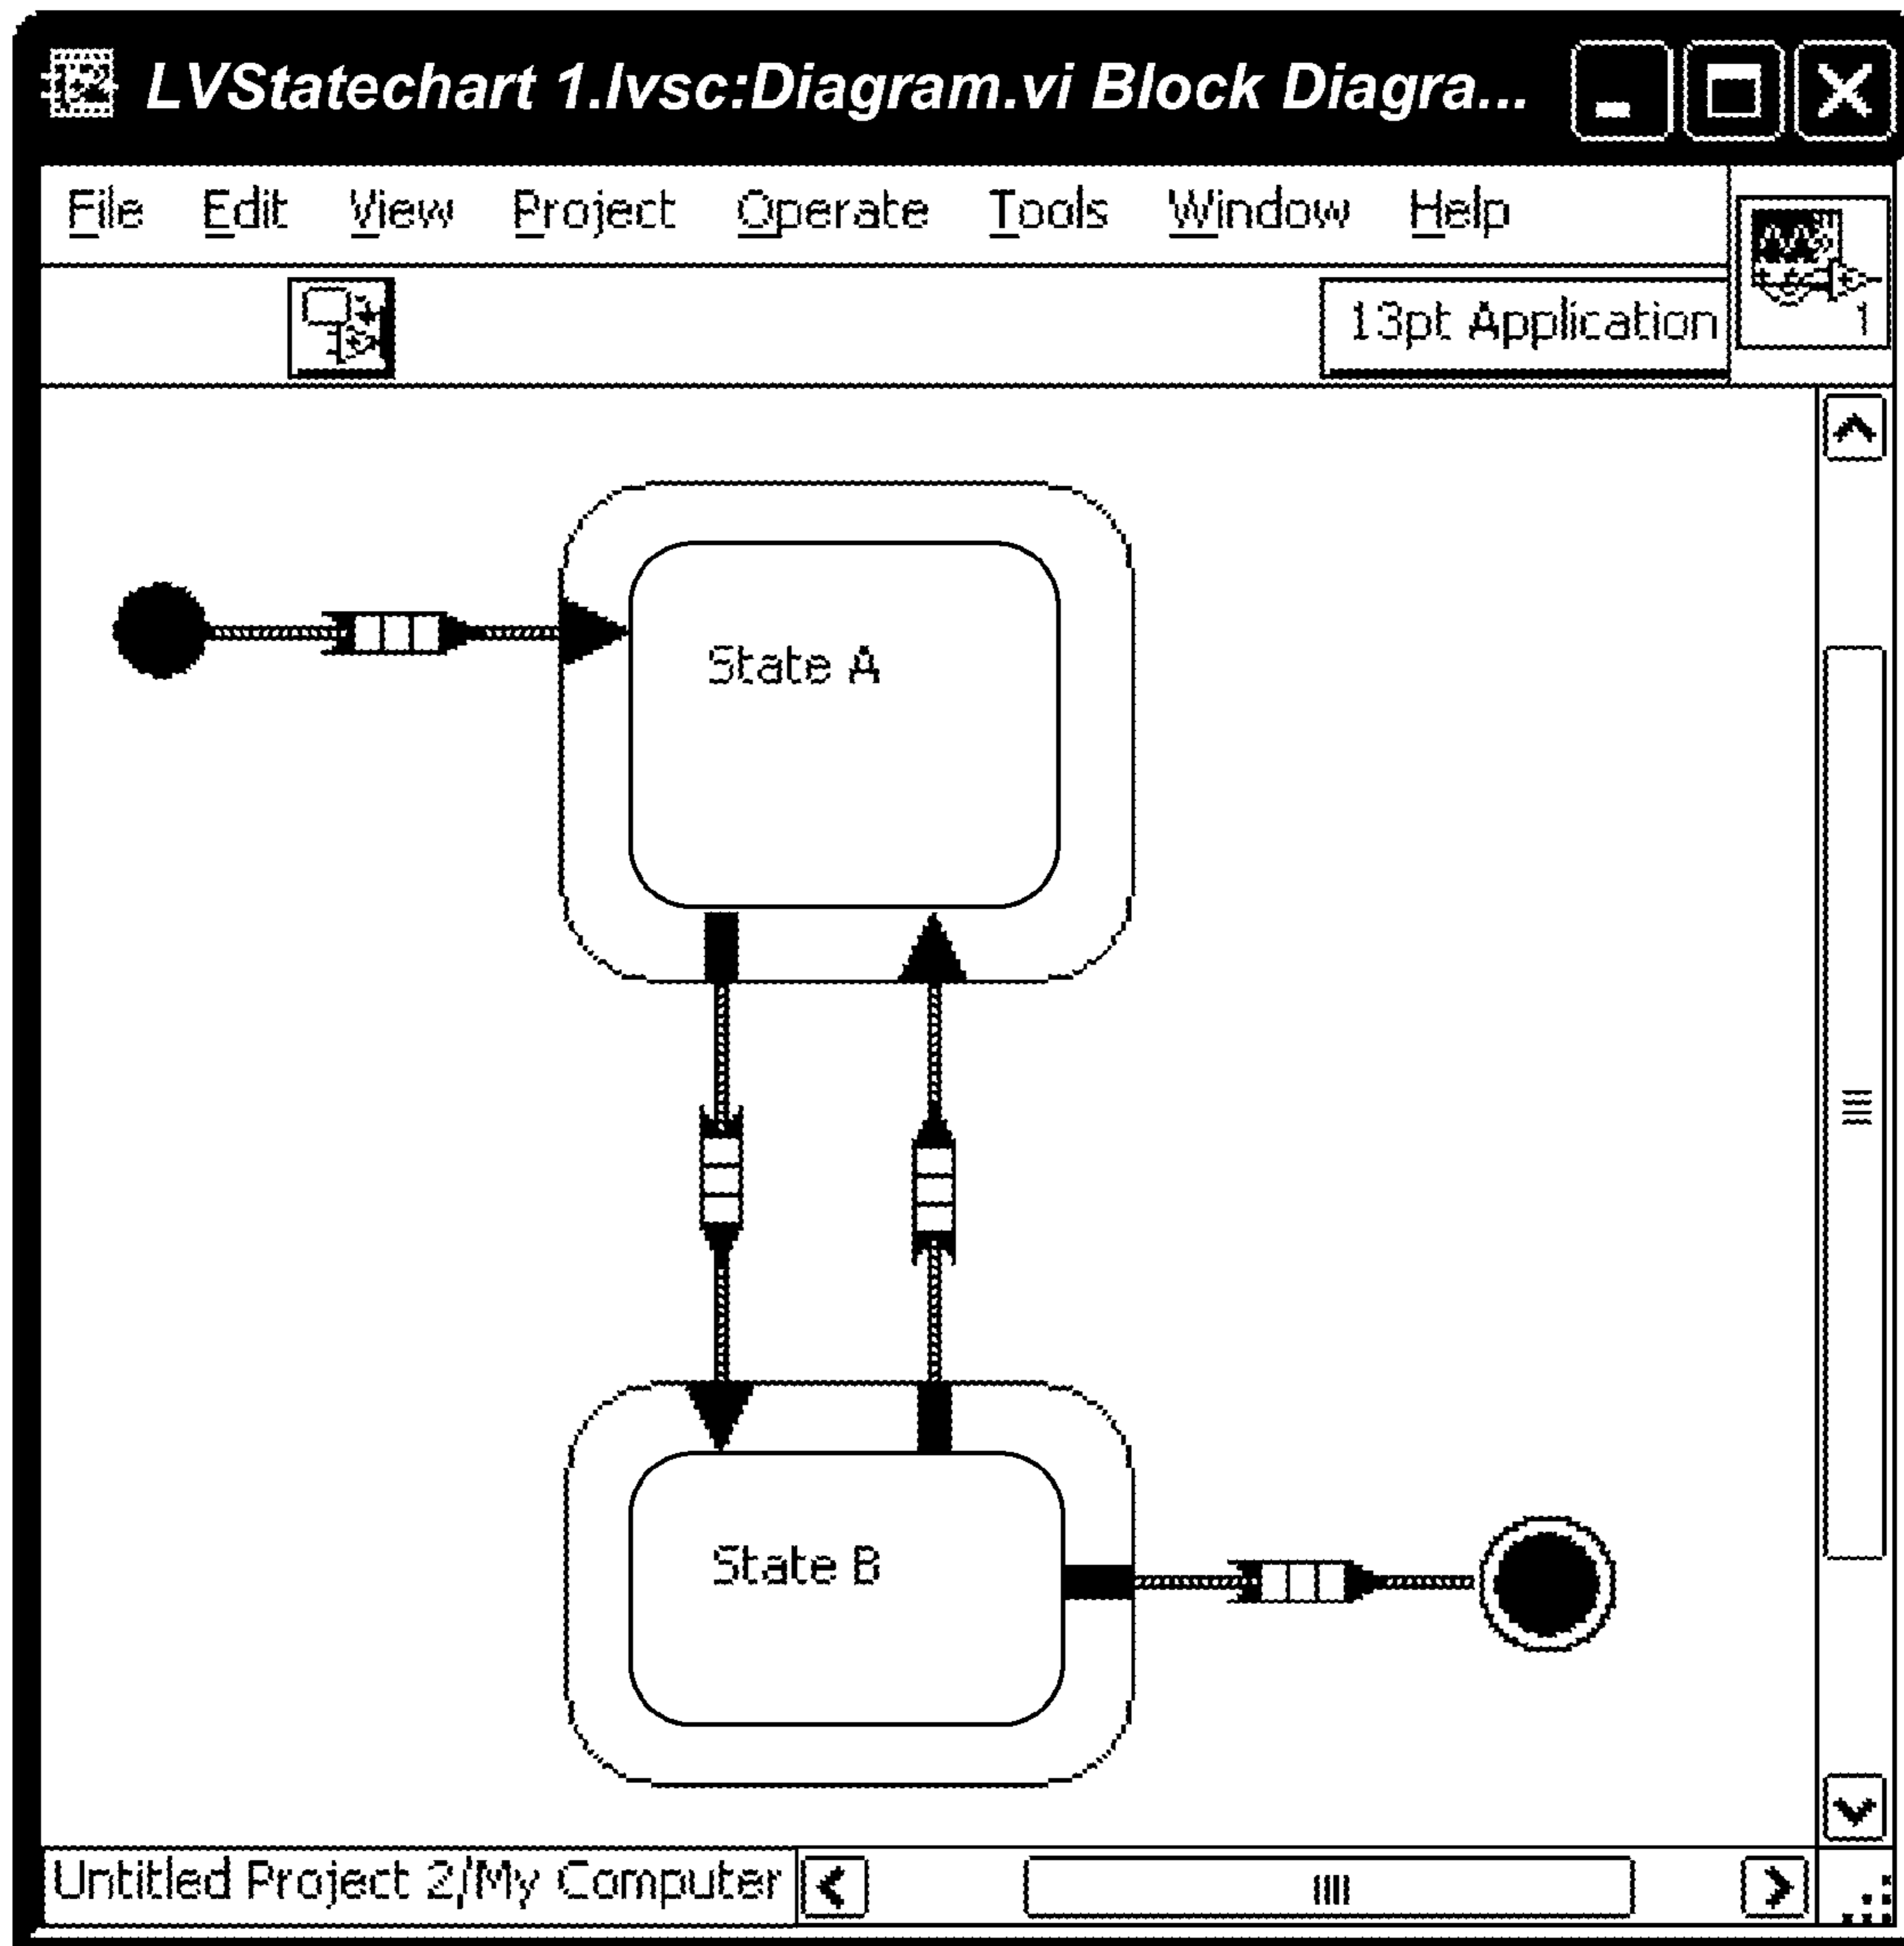 LVStatechart 1.lvsc:Diagram.vi Block Diagra...
File Edit View Project Operate Tools Window Help
13pt Application
1
State A
State B
Untitled Project 2/My Computer